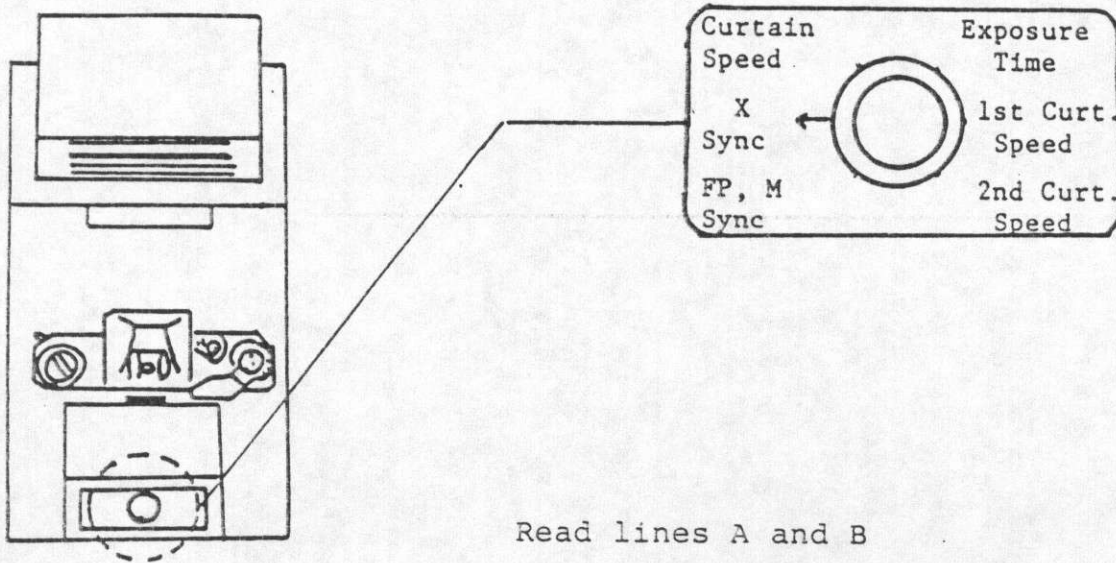 Curtain Speed
Exposure Time
X Sync
1st Curt. Speed
FP, M Sync
2nd Curt. Speed
Read lines A and B